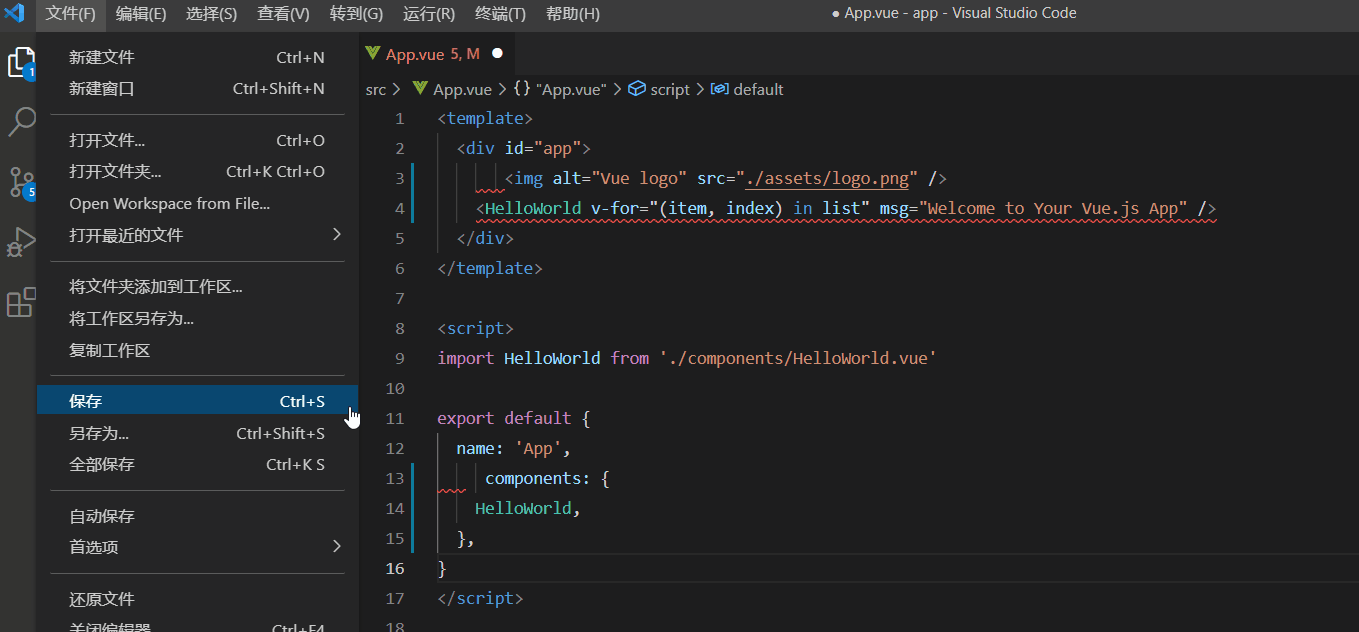 文件(F) 编辑(E) 选择(S) 查看(V) 转到(G) 运行(R) 终端(T) 帮助(H) ● App.vue - app - Visual Studio Code
1
5
新建文件 Ctrl+N
新建窗口 Ctrl+Shift+N
打开文件... Ctrl+O
打开文件夹... Ctrl+K Ctrl+O
Open Workspace from File...
打开最近的文件
将文件夹添加到工作区...
将工作区另存为...
复制工作区
保存 Ctrl+S
另存为... Ctrl+Shift+S
全部保存 Ctrl+K S
自动保存
首选项
还原文件
关闭编辑器 Ctrl+F4
App.vue 5, M ●
src > App.vue > {} "App.vue" > script > default
1 <template>
2 <div id="app">
3 <img alt="Vue logo" src="./assets/logo.png" />
4 <HelloWorld v-for="(item, index) in list" msg="Welcome to Your Vue.js App" />
5 </div>
6 </template>
7
8 <script>
9 import HelloWorld from './components/HelloWorld.vue'
10
11 export default {
12 name: 'App',
13 components: {
14 HelloWorld,
15 },
16 }
17 </script>
18